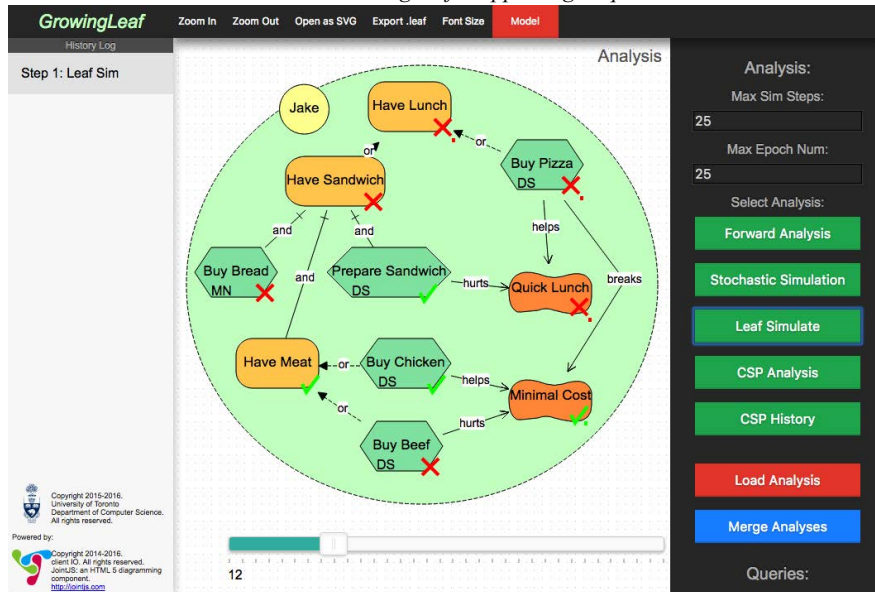 GrowingLeaf
Zoom In
Zoom Out
Open as SVG
Export .leaf
Font Size
Model
History Log
Step 1: Leaf Sim
Analysis
Jake
Have Lunch
or
or
Buy Pizza
DS
Have Sandwich
and
and
and
helps
breaks
Buy Bread
MN
Prepare Sandwich
DS
hurts
Quick Lunch
Have Meat
or
Buy Chicken
DS
helps
Minimal Cost
or
hurts
Buy Beef
DS
12
Analysis:
Max Sim Steps:
25
Max Epoch Num:
25
Select Analysis:
Forward Analysis
Stochastic Simulation
Leaf Simulate
CSP Analysis
CSP History
Load Analysis
Merge Analyses
Queries:
Copyright 2015-2016.
University of Toronto
Department of Computer Science.
All rights reserved.
Powered by:
Copyright 2014-2016.
client IO. All rights reserved.
JointJS: an HTML 5 diagramming
component.
http://jointjs.com